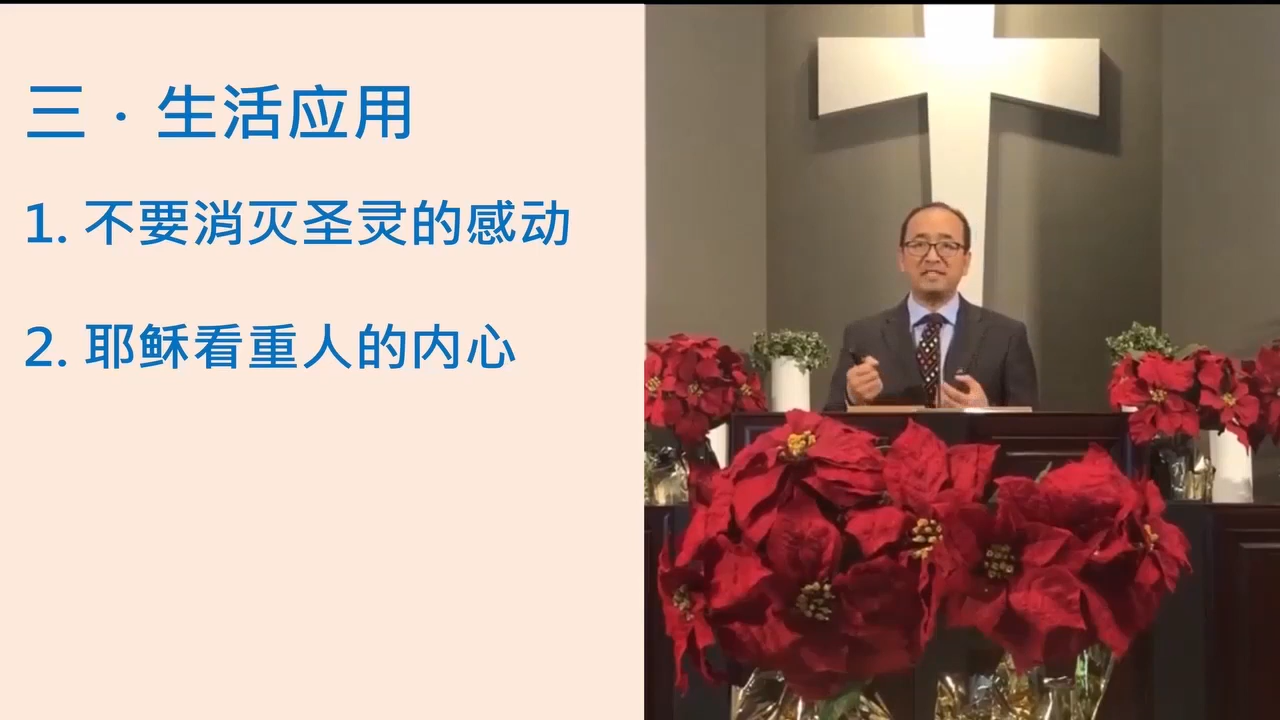 三．生活应用
1. 不要消灭圣灵的感动
2. 耶稣看重人的内心